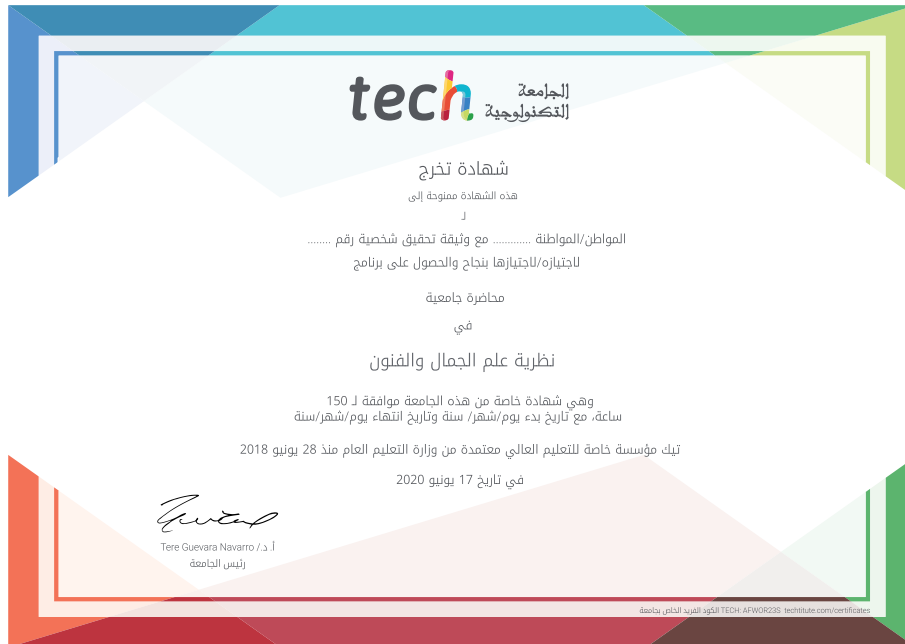 tech
الجامعة
التكنولوجية
شهادة تخرج
هذه الشهادة ممنوحة إلى
لـ
المواطن/المواطنة ............. مع وثيقة تحقيق شخصية رقم ........
لاجتيازه/لاجتيازها بنجاح والحصول على برنامج
محاضرة جامعية
في
نظرية علم الجمال والفنون
وهي شهادة خاصة من هذه الجامعة موافقة لـ 150
ساعة، مع تاريخ بدء يوم/شهر/ سنة وتاريخ انتهاء يوم/شهر/سنة
تيك مؤسسة خاصة للتعليم العالي معتمدة من وزارة التعليم العام منذ 28 يونيو 2018
في تاريخ 17 يونيو 2020
أ. د./ Tere Guevara Navarro
رئيس الجامعة
الكود الفريد الخاص بجامعة TECH: AFWOR23S techtitute.com/certificates